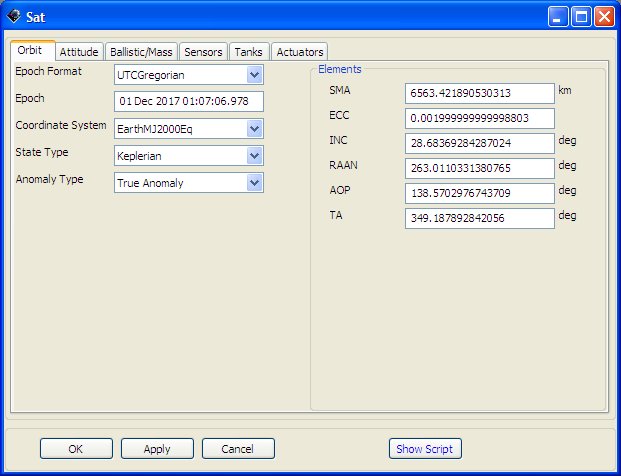 Sat
Orbit Attitude Ballistic/Mass Sensors Tanks Actuators
Epoch Format UTCGregorian
Epoch 01 Dec 2017 01:07:06.978
Coordinate System EarthMJ2000Eq
State Type Keplerian
Anomaly Type True Anomaly
Elements
SMA 6563.421890530313 km
ECC 0.001999999999998803
INC 28.68369284287024 deg
RAAN 263.0110331380765 deg
AOP 138.5702976743709 deg
TA 349.187892842056 deg
OK Apply Cancel Show Script